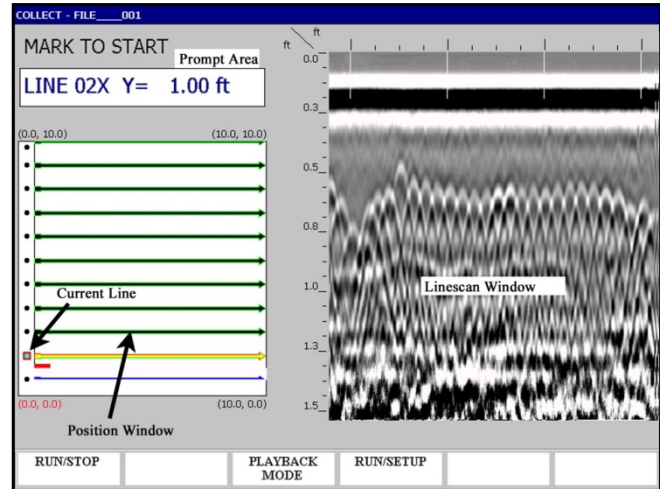 COLLECT - FILE____001
MARK TO START
Prompt Area
LINE 02X Y= 1.00 ft
(0.0, 10.0)
(10.0, 10.0)
Current Line
(0.0, 0.0)
(10.0, 0.0)
Position Window
ft
ft
0.0
0.3
0.5
0.8
1.0
1.3
1.5
Linescan Window
RUN/STOP
PLAYBACK
MODE
RUN/SETUP